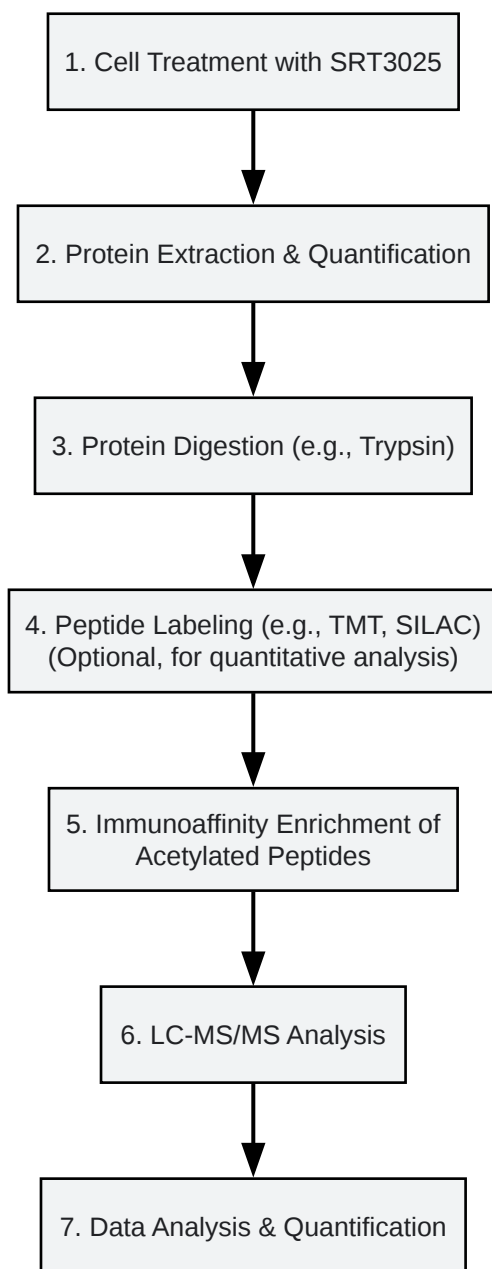 1. Cell Treatment with SRT3025
2. Protein Extraction & Quantification
3. Protein Digestion (e.g., Trypsin)
4. Peptide Labeling (e.g., TMT, SILAC)
(Optional, for quantitative analysis)
5. Immunoaffinity Enrichment of
Acetylated Peptides
6. LC-MS/MS Analysis
7. Data Analysis & Quantification